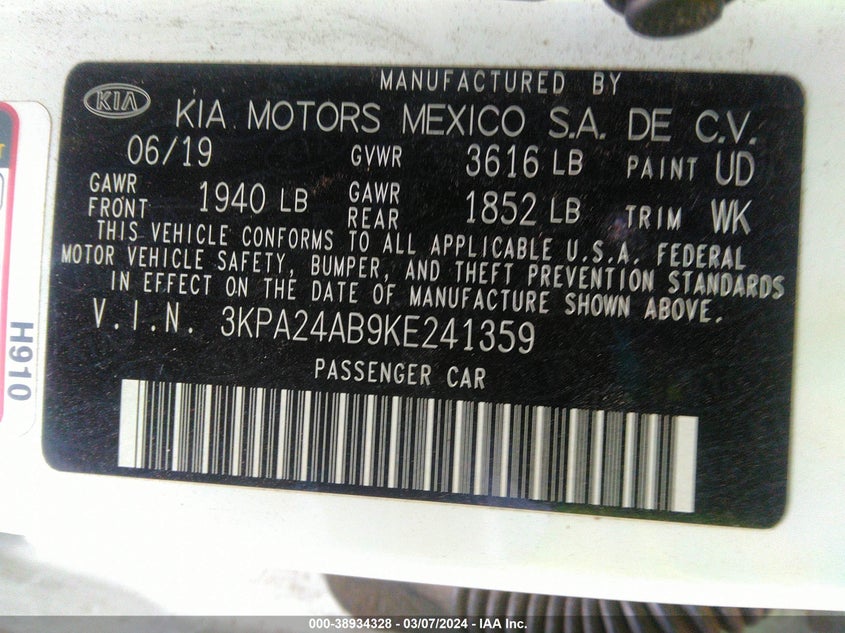 MANUFACTURED BY
KIA KIA MOTORS MEXICO S.A. DE C.V.
06/19 GVWR 3616 LB PAINT UD
GAWR FRONT 1940 LB GAWR REAR 1852 LB TRIM WK
THIS VEHICLE CONFORMS TO ALL APPLICABLE U.S.A. FEDERAL
MOTOR VEHICLE SAFETY, BUMPER, AND THEFT PREVENTION STANDARDS
IN EFFECT ON THE DATE OF MANUFACTURE SHOWN ABOVE.
V.I.N. 3KPA24AB9KE241359
PASSENGER CAR
H910
000-38934328 - 03/07/2024 - IAA Inc.